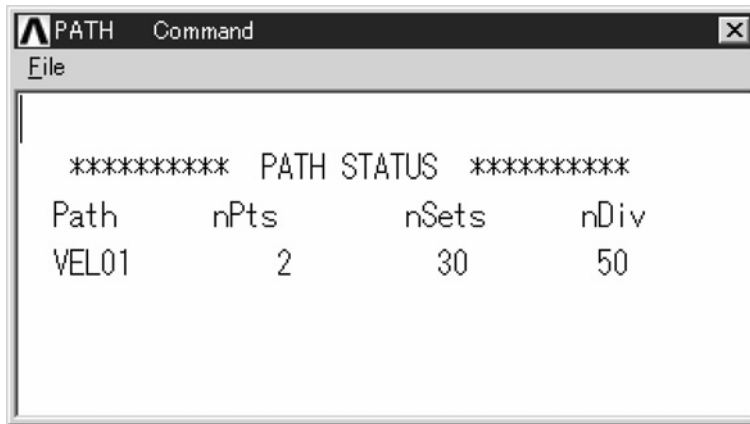 PATH Command
File
********** PATH STATUS **********
Path nPts nSets nDiv
VEL01 2 30 50